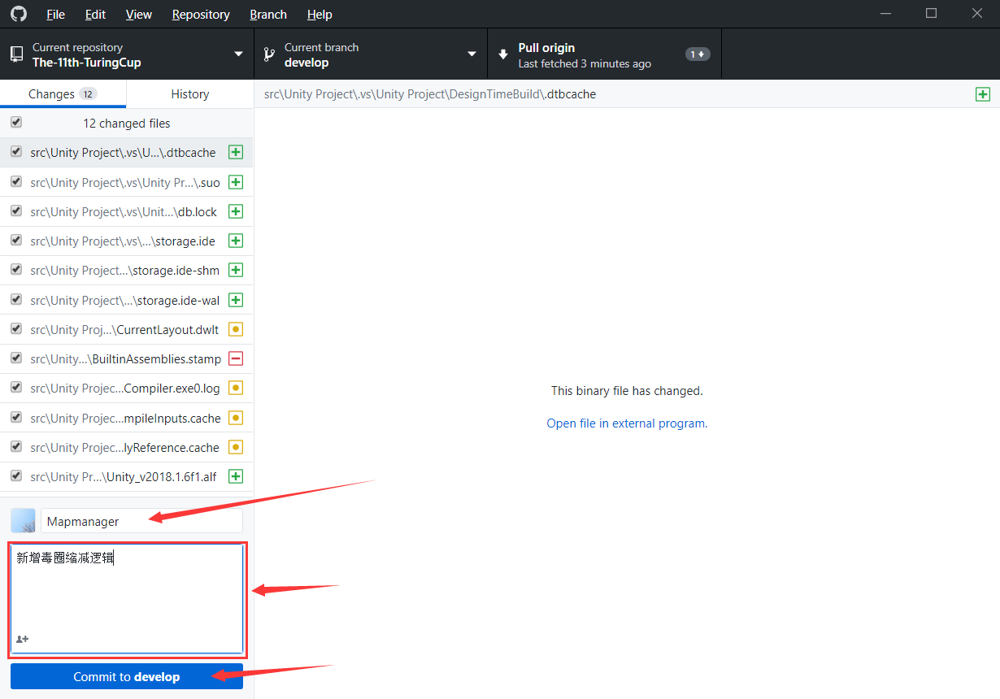 File Edit View Repository Branch Help
Current repository
The-11th-TuringCup
Current branch
develop
Pull origin
Last fetched 3 minutes ago
1
Changes 12
History
src\Unity Project\.vs\Unity Project\DesignTimeBuild\.dtbcache
12 changed files
src\Unity Project\.vs\U...\.dtbcache
src\Unity Project\.vs\Unity Pr...\.suo
src\Unity Project\.vs\Unit...\db.lock
src\Unity Project\.vs\...\storage.ide
src\Unity Project...\storage.ide-shm
src\Unity Project\...\storage.ide-wal
src\Unity Proj...\CurrentLayout.dwlt
src\Unity...\BuiltinAssemblies.stamp
src\Unity Projec...Compiler.exe0.log
src\Unity Projec...mpileInputs.cache
src\Unity Projec...lyReference.cache
src\Unity Pr...\Unity_v2018.1.6f1.alf
This binary file has changed.
Open file in external program.
Mapmanager
新增毒圈缩减逻辑
Commit to develop